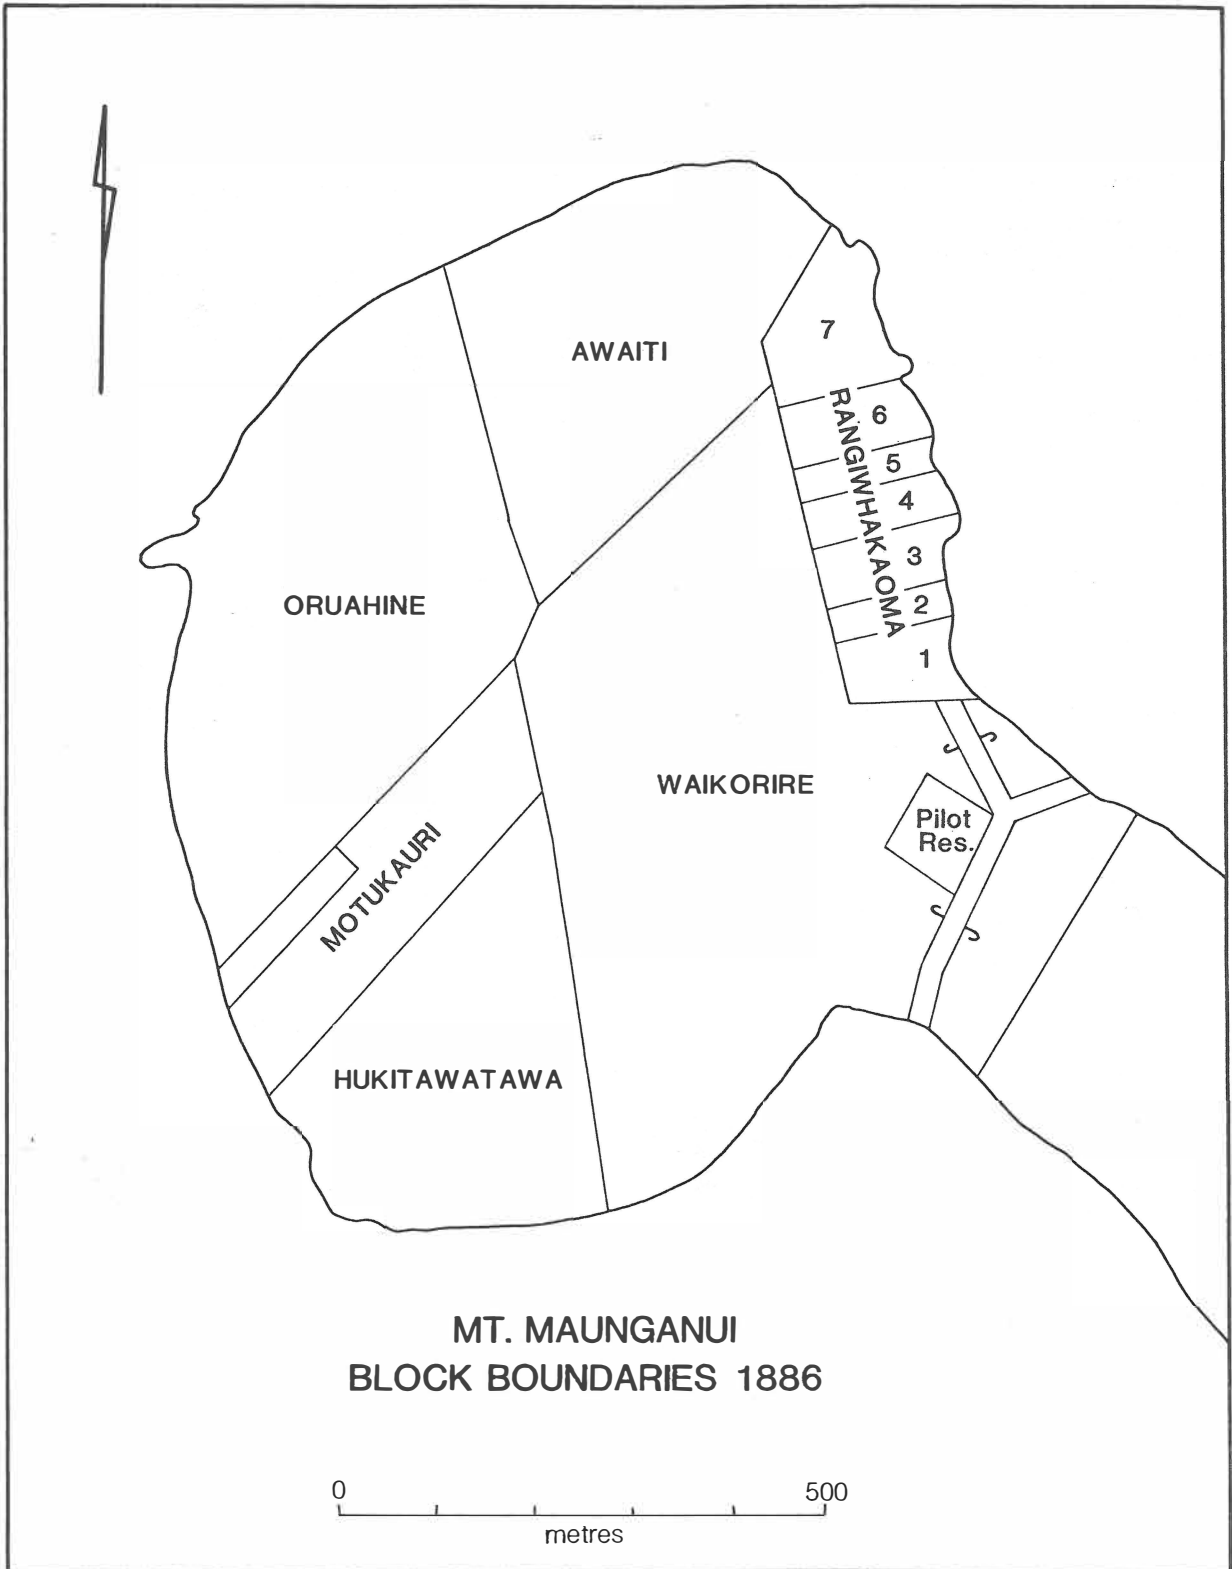 AWAITI
7
RANGIWHAKAOMA
6
5
4
3
2
1
ORUAHINE
WAIKORIRE
Pilot
Res.
MOTUKAURI
HUKITAWATAWA
MT. MAUNGANUI
BLOCK BOUNDARIES 1886
0 500
metres